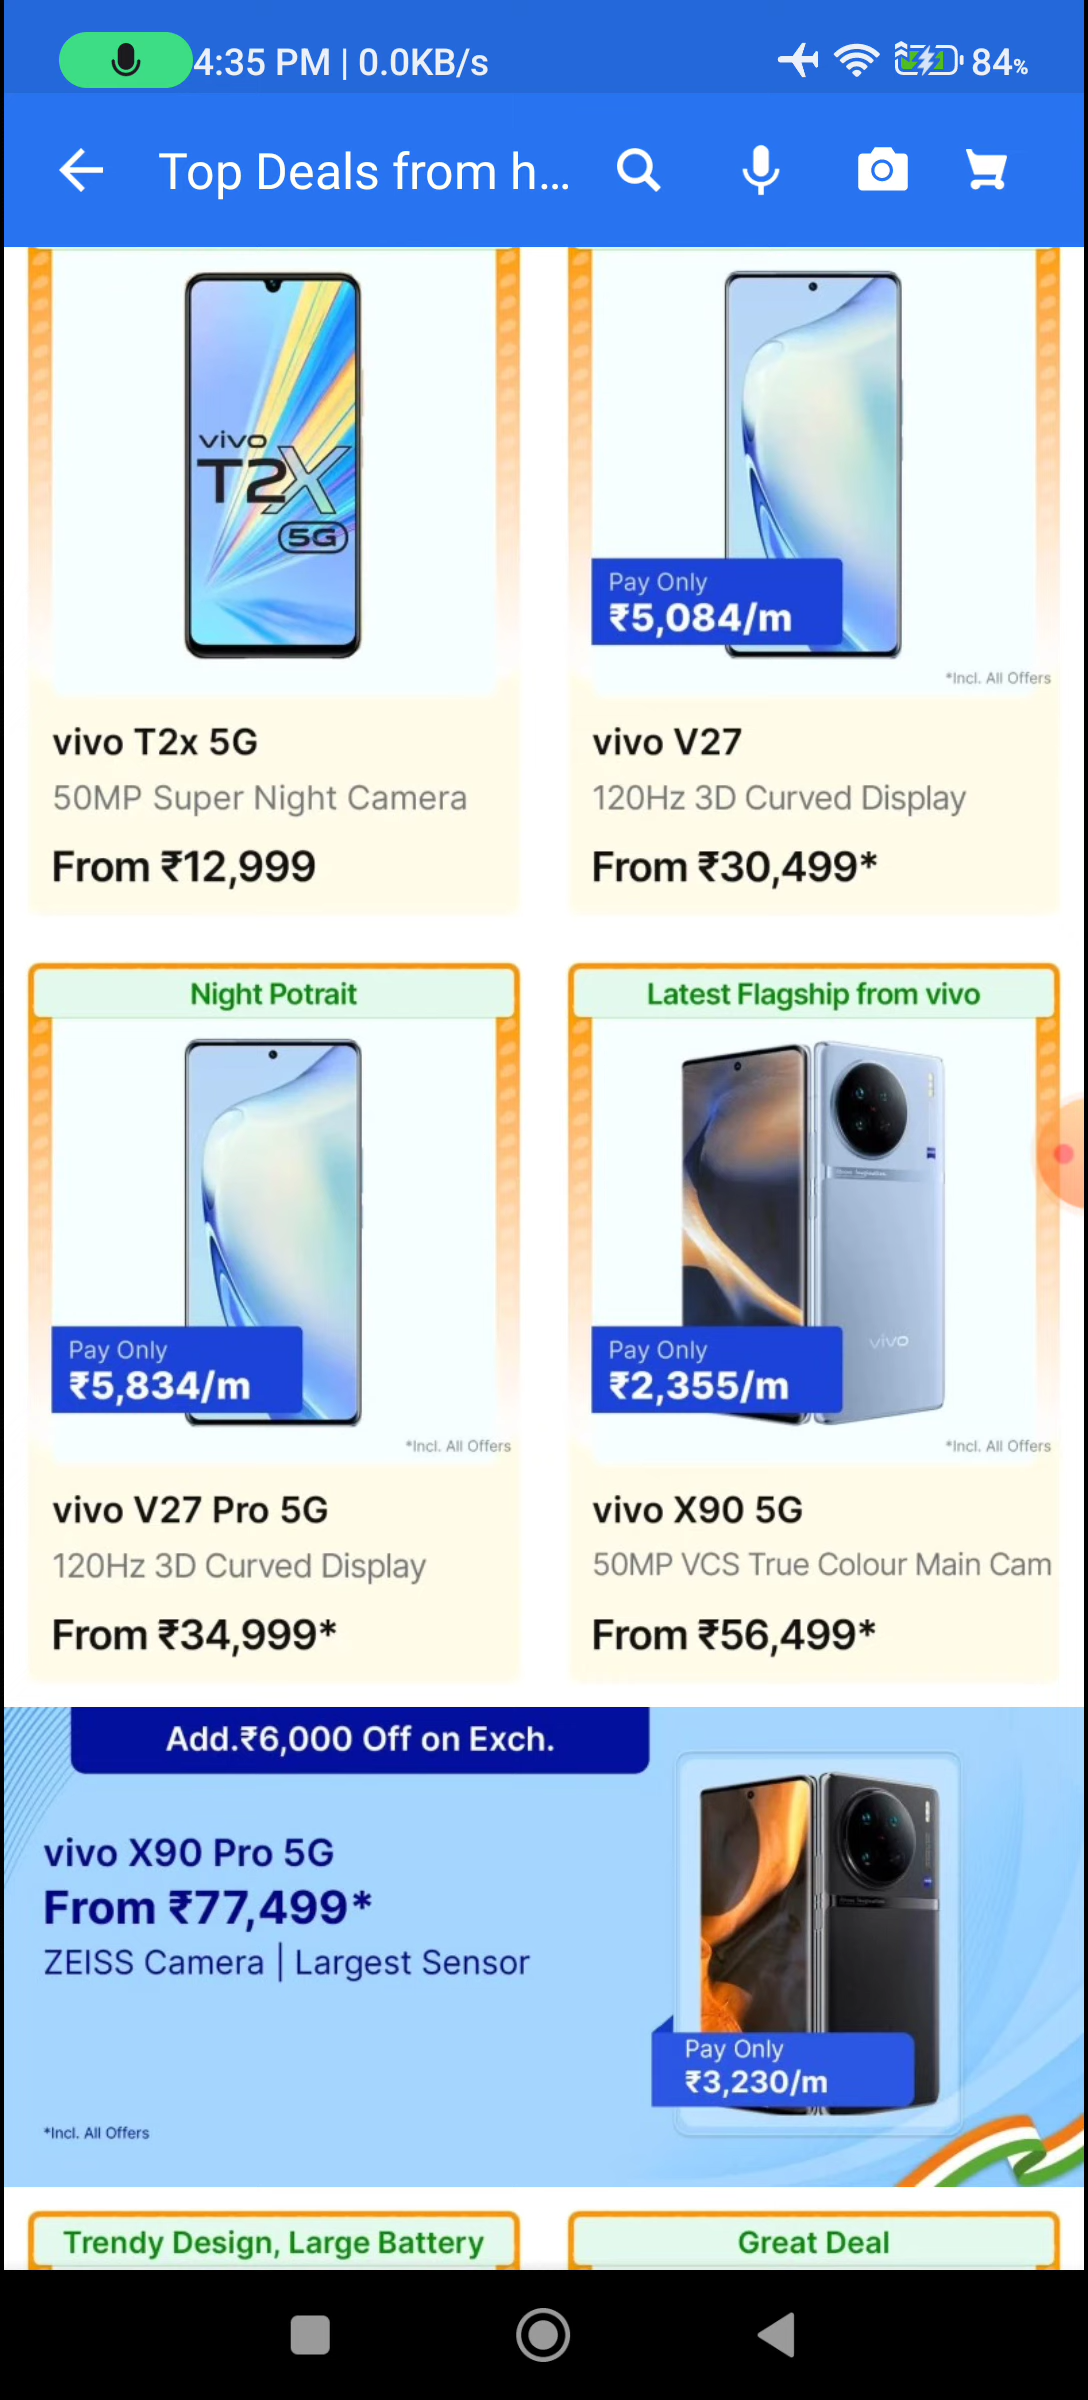 4:35 PM | 0.0KB/s
84%
Top Deals from h...
vivo
T2X
5G
Pay Only
₹5,084/m
*Incl. All Offers
vivo T2x 5G
50MP Super Night Camera
From ₹12,999
vivo V27
120Hz 3D Curved Display
From ₹30,499*
Night Potrait
Pay Only
₹5,834/m
*Incl. All Offers
vivo V27 Pro 5G
120Hz 3D Curved Display
From ₹34,999*
Latest Flagship from vivo
vivo
Pay Only
₹2,355/m
*Incl. All Offers
vivo X90 5G
50MP VCS True Colour Main Cam
From ₹56,499*
Add.₹6,000 Off on Exch.
vivo X90 Pro 5G
From ₹77,499*
ZEISS Camera | Largest Sensor
Pay Only
₹3,230/m
*Incl. All Offers
Trendy Design, Large Battery
Great Deal